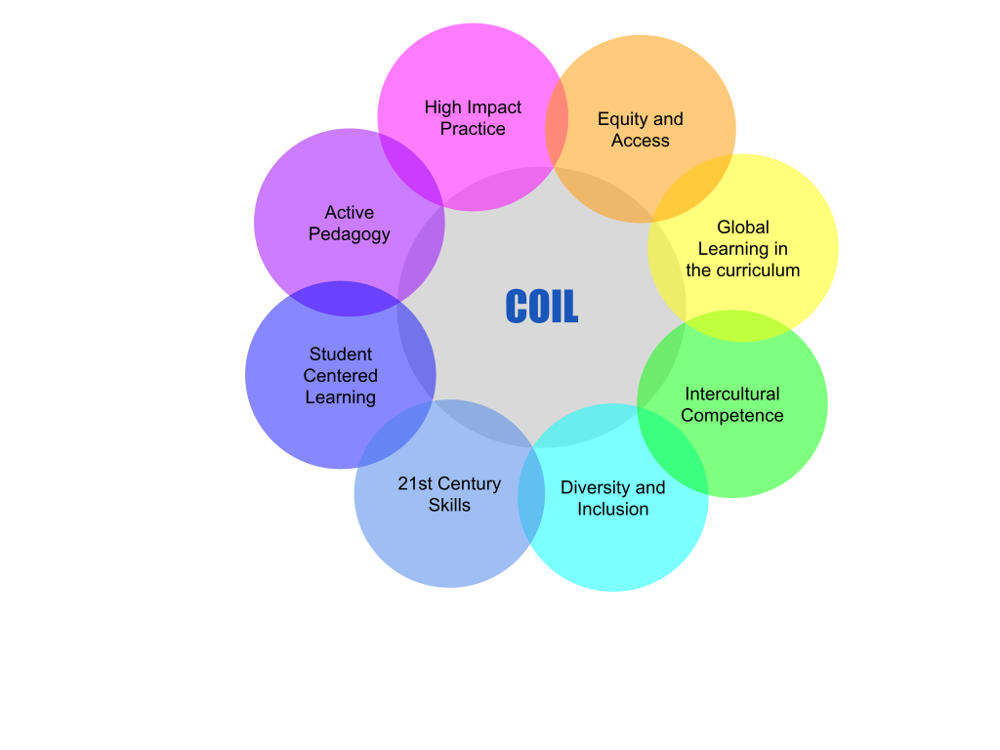 High Impact
Practice
Equity and
Access
Active
Pedagogy
Global
Learning in
the curriculum
COIL
Student
Centered
Learning
Intercultural
Competence
21st Century
Skills
Diversity and
Inclusion